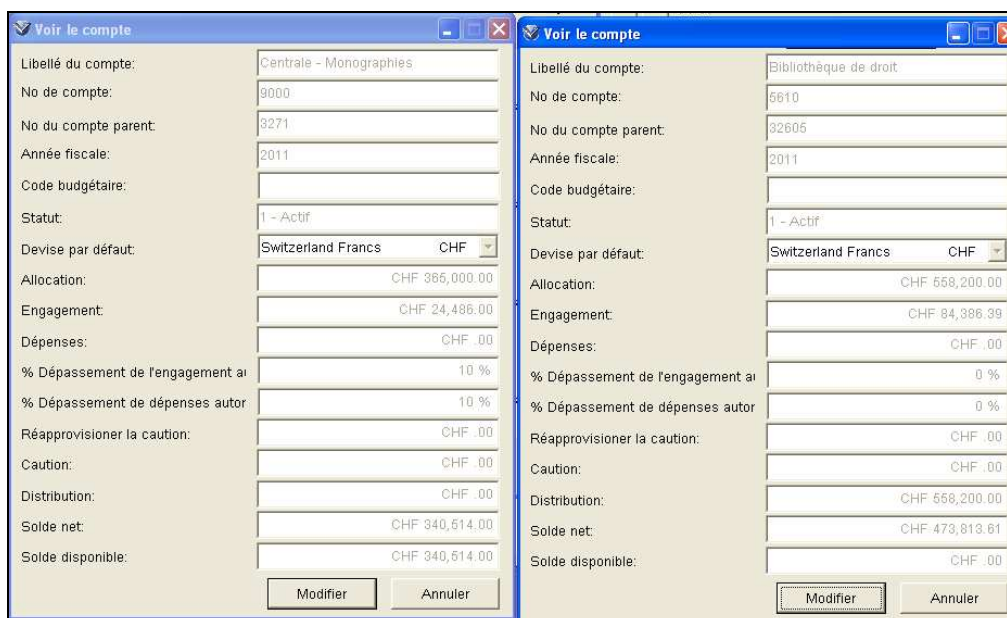 Voir le compte
Libellé du compte: Centrale - Monographies
No de compte: 9000
No du compte parent: 3271
Année fiscale: 2011
Code budgétaire:
Statut: 1 - Actif
Devise par défaut: Switzerland Francs CHF
Allocation: CHF 365,000.00
Engagement: CHF 24,486.00
Dépenses: CHF .00
% Dépassement de l'engagement au 10 %
% Dépassement de dépenses autor 10 %
Réapprovisioner la caution: CHF .00
Caution: CHF .00
Distribution: CHF .00
Solde net: CHF 340,514.00
Solde disponible: CHF 340,514.00
Modifier Annuler
Voir le compte
Libellé du compte: Bibliothèque de droit
No de compte: 5610
No du compte parent: 32605
Année fiscale: 2011
Code budgétaire:
Statut: 1 - Actif
Devise par défaut: Switzerland Francs CHF
Allocation: CHF 558,200.00
Engagement: CHF 84,386.39
Dépenses: CHF .00
% Dépassement de l'engagement au 0 %
% Dépassement de dépenses autor 0 %
Réapprovisioner la caution: CHF .00
Caution: CHF .00
Distribution: CHF 558,200.00
Solde net: CHF 473,813.61
Solde disponible: CHF .00
Modifier Annuler